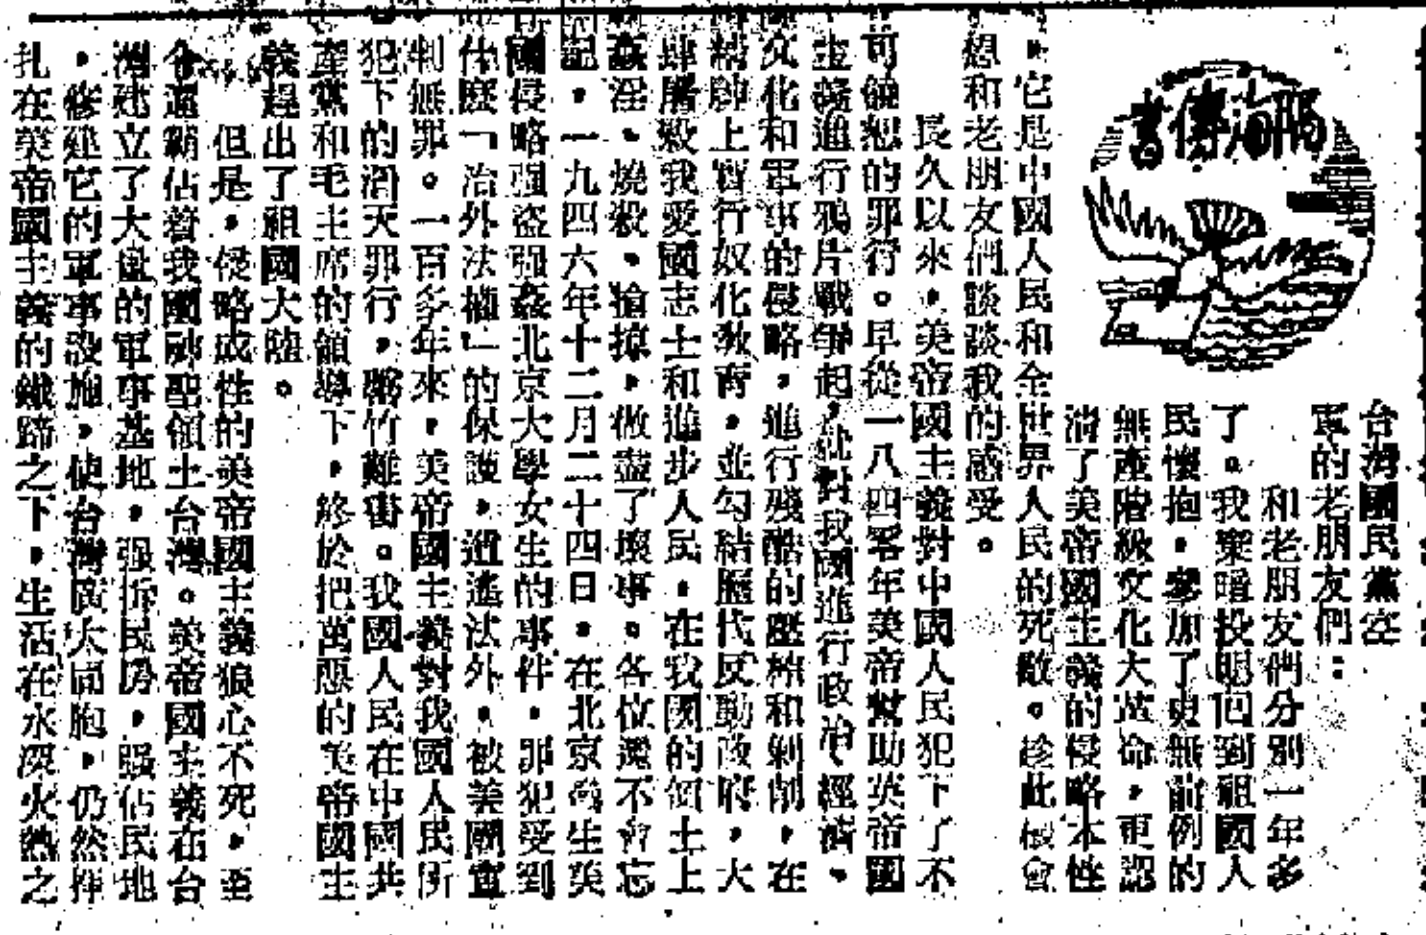 隔海傳書
台灣國民黨空
軍的老朋友們：
和老朋友們分別一年多
了。我棄暗投明回到祖國人
民懷抱，參加了史無前例的
無產階級文化大革命，更認
淸了美帝國主義的侵略本性
，它是中國人民和全世界人民的死敵。趁此機會
想和老朋友們談談我的感受。
長久以來，美帝國主義對中國人民犯下了不
可饒恕的罪行。早從一八四零年美帝幫助英帝國
主義進行鴉片戰爭起，就對我國進行政治、經濟、
文化和軍事的侵略，進行殘酷的壓榨和剝削，在
精神上實行奴化敎育，並勾結歷代反動政府，大
肆屠殺我愛國志士和進步人民，在我國的領土上
姦淫、燒殺、搶掠，做盡了壞事。各位還不會忘
記，一九四六年十二月二十四日，在北京發生美
國侵略强盜强姦北京大學女生的事件，罪犯受到
什麼「治外法權」的保護，逍遙法外，被美國宣
判無罪。一百多年來，美帝國主義對我國人民所
犯下的滔天罪行，罄竹難書。我國人民在中國共
產黨和毛主席的領導下，終於把萬惡的美帝國主
義趕出了祖國大陸。
但是，侵略成性的美帝國主義狼心不死，至
今還霸佔着我國神聖領土台灣。美帝國主義在台
灣建立了大量的軍事基地，强拆民房，强佔民地
，修建它的軍事設施，使台灣廣大同胞，仍然掙
扎在美帝國主義的鐵蹄之下，生活在水深火熱之